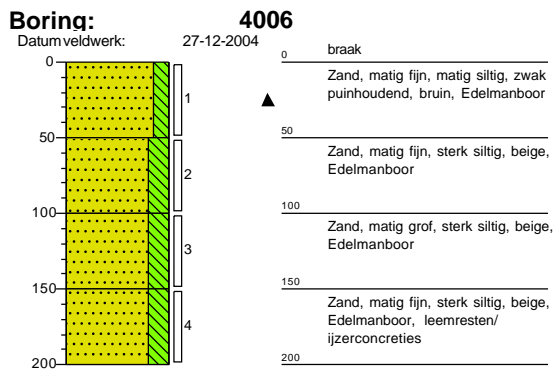 Boring: 4006
Datum veldwerk: 27-12-2004
0
50
100
150
200
1
2
3
4
0
braak
Zand, matig fijn, matig siltig, zwak
puinhoudend, bruin, Edelmanboor
50
Zand, matig fijn, sterk siltig, beige,
Edelmanboor
100
Zand, matig grof, sterk siltig, beige,
Edelmanboor
150
Zand, matig fijn, sterk siltig, beige,
Edelmanboor, leemresten/
ijzerconcreties
200